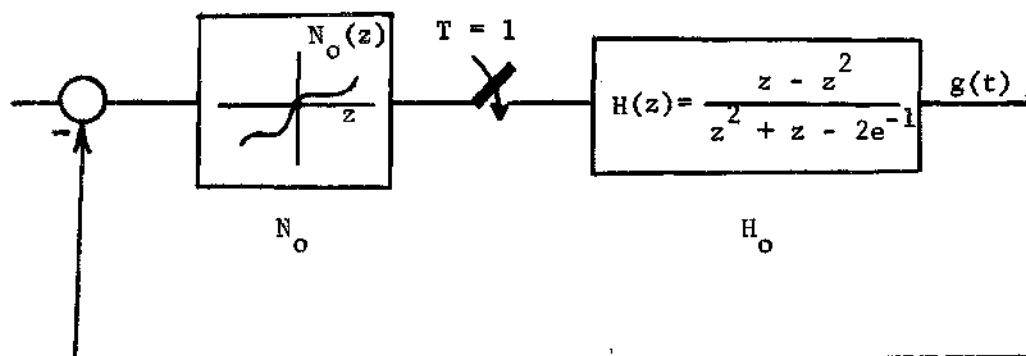 N_o(z)
z
T = 1
H(z) = (z - z^2) / (z^2 + z - 2e^-1)
g(t)
N_o
H_o
-